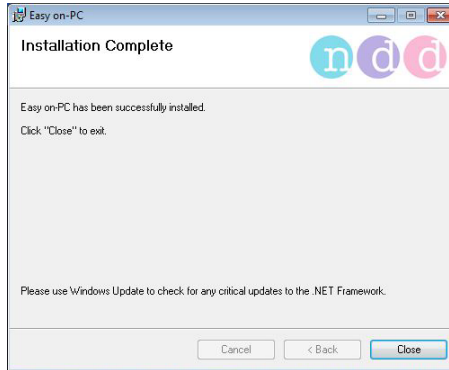 Easy on-PC
Installation Complete
ndd
Easy on-PC has been successfully installed.
Click "Close" to exit.
Please use Windows Update to check for any critical updates to the .NET Framework.
Cancel
< Back
Close